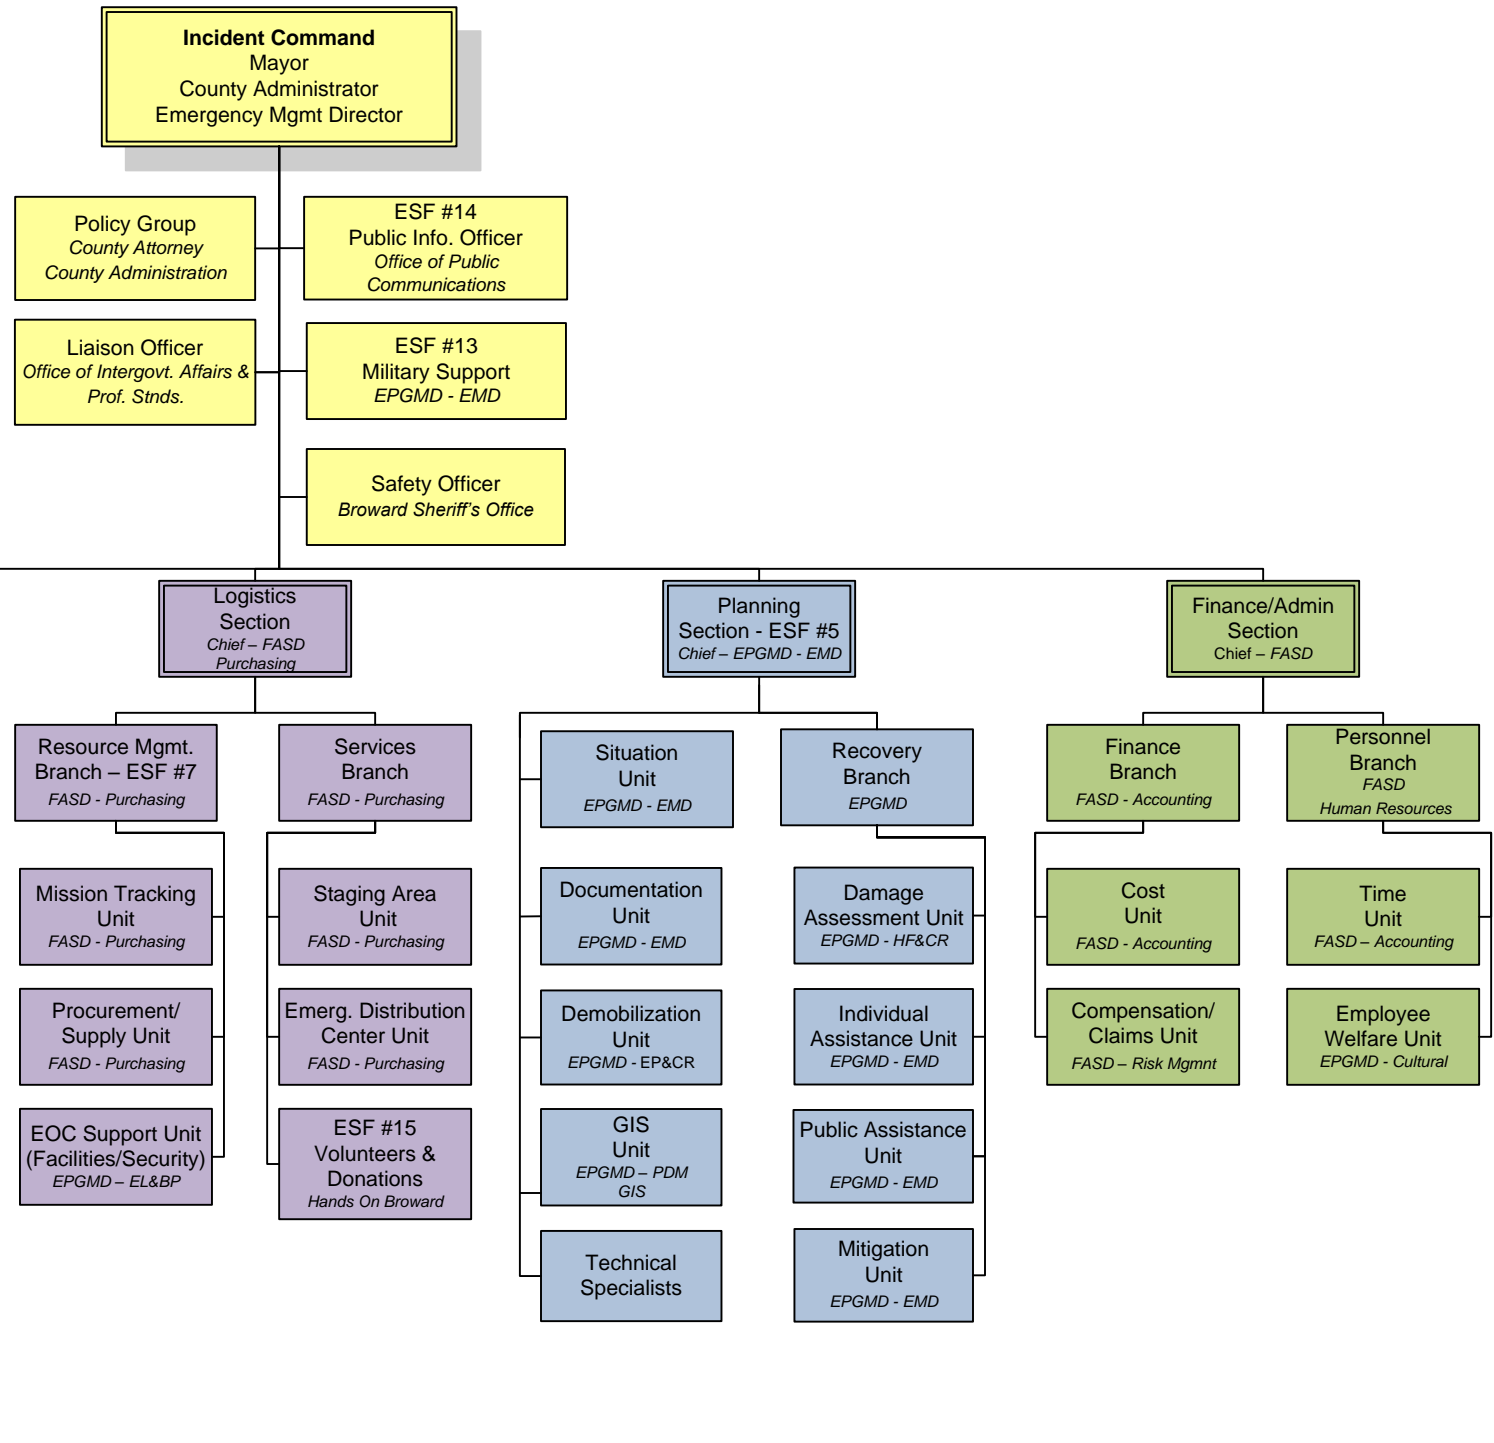 Incident Command
Mayor
County Administrator
Emergency Mgmt Director
Policy Group
County Attorney
County Administration
ESF #14
Public Info. Officer
Office of Public
Communications
Liaison Officer
Office of Intergovt. Affairs &
Prof. Stnds.
ESF #13
Military Support
EPGMD - EMD
Safety Officer
Broward Sheriff’s Office
Logistics
Section
Chief – FASD
Purchasing
Planning
Section - ESF #5
Chief – EPGMD - EMD
Finance/Admin
Section
Chief – FASD
Resource Mgmt.
Branch – ESF #7
FASD - Purchasing
Services
Branch
FASD - Purchasing
Situation
Unit
EPGMD - EMD
Recovery
Branch
EPGMD
Finance
Branch
FASD - Accounting
Personnel
Branch
FASD
Human Resources
Mission Tracking
Unit
FASD - Purchasing
Staging Area
Unit
FASD - Purchasing
Documentation
Unit
EPGMD - EMD
Damage
Assessment Unit
EPGMD - HF&CR
Cost
Unit
FASD - Accounting
Time
Unit
FASD – Accounting
Procurement/
Supply Unit
FASD - Purchasing
Emerg. Distribution
Center Unit
FASD - Purchasing
Demobilization
Unit
EPGMD - EP&CR
Individual
Assistance Unit
EPGMD - EMD
Compensation/
Claims Unit
FASD – Risk Mgmnt
Employee
Welfare Unit
EPGMD - Cultural
EOC Support Unit
(Facilities/Security)
EPGMD – EL&BP
ESF #15
Volunteers &
Donations
Hands On Broward
GIS
Unit
EPGMD – PDM
GIS
Public Assistance
Unit
EPGMD - EMD
Technical
Specialists
Mitigation
Unit
EPGMD - EMD